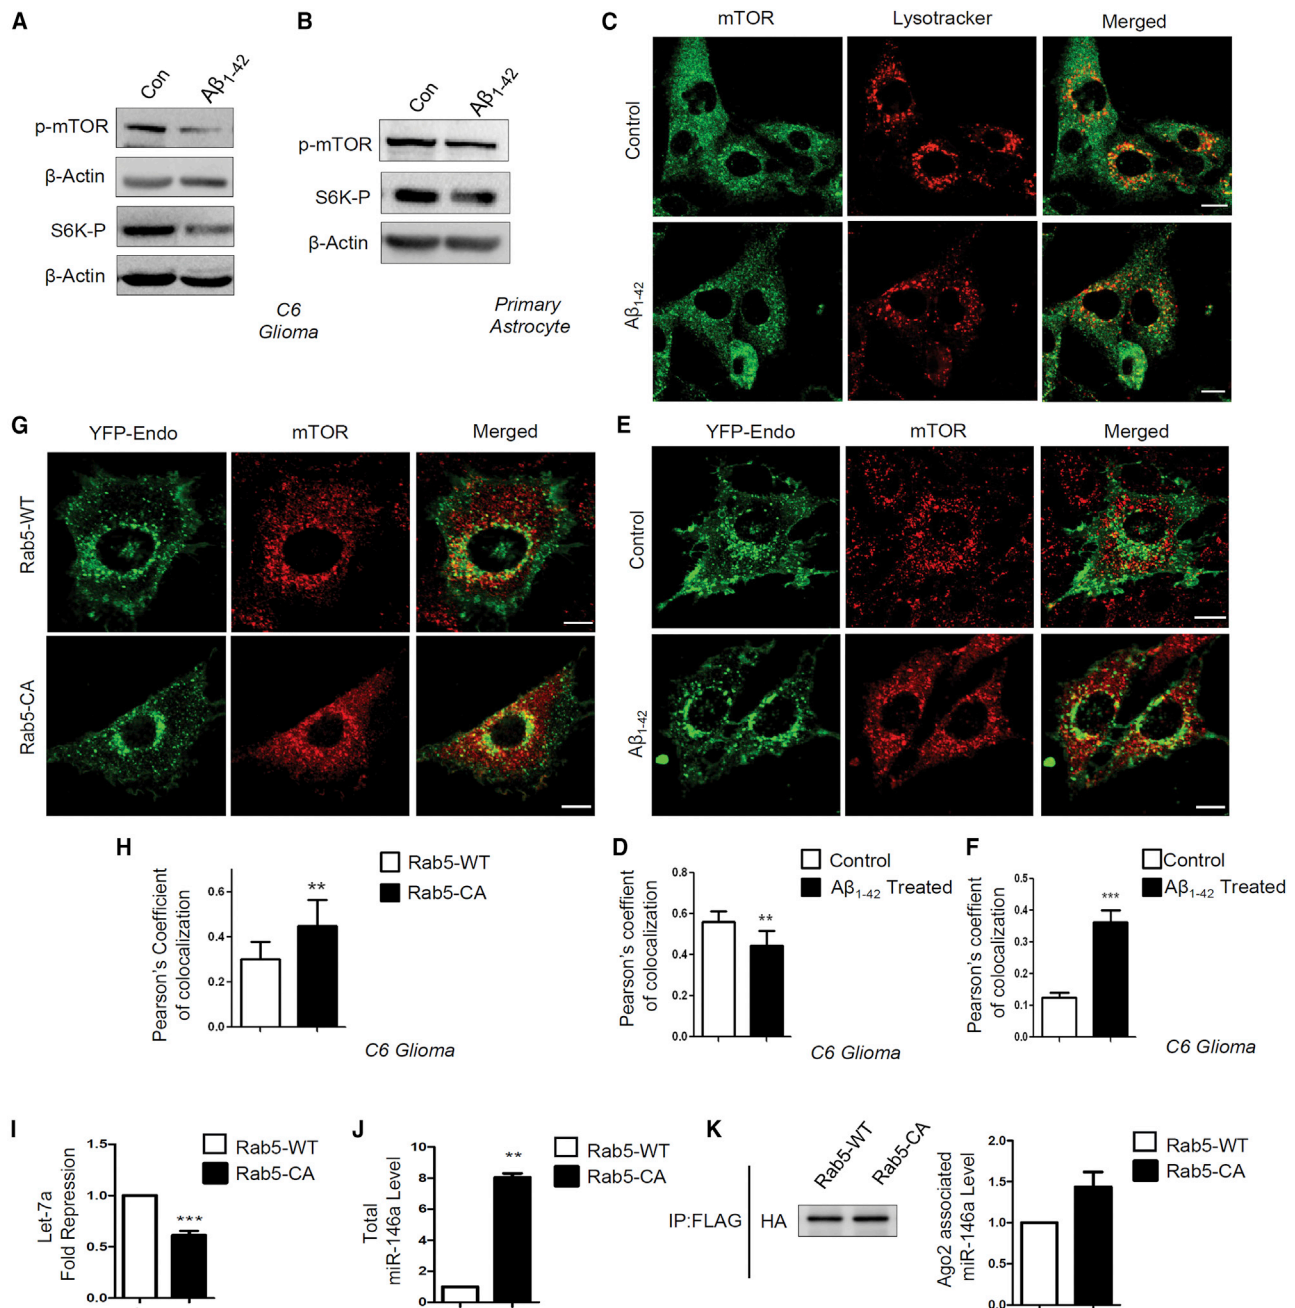 A
Con
Aβ1-42
p-mTOR
β-Actin
S6K-P
β-Actin
C6
Glioma
B
Con
Aβ1-42
p-mTOR
S6K-P
β-Actin
Primary
Astrocyte
C
mTOR
Lysotracker
Merged
Control
Aβ1-42
G
YFP-Endo
mTOR
Merged
Rab5-WT
Rab5-CA
E
YFP-Endo
mTOR
Merged
Control
Aβ1-42
H
Rab5-WT
Rab5-CA
Pearson's Coefficient
of colocalization
0.6
0.4
0.2
0.0
**
C6 Glioma
D
Control
Aβ1-42 Treated
Pearson's coeffient
of colocalization
0.8
0.6
0.4
0.2
0.0
**
C6 Glioma
F
Control
Aβ1-42 Treated
Pearson's coeffient
of colocalization
0.5
0.4
0.3
0.2
0.1
0.0
***
C6 Glioma
I
Rab5-WT
Rab5-CA
Let-7a
Fold Repression
1.5
1.0
0.5
0.0
***
J
Rab5-WT
Rab5-CA
Total
miR-146a Level
10
8
6
4
2
0
**
K
Rab5-WT
Rab5-CA
IP:FLAG
HA
Rab5-WT
Rab5-CA
Ago2 associated
miR-146a Level
2.0
1.5
1.0
0.5
0.0